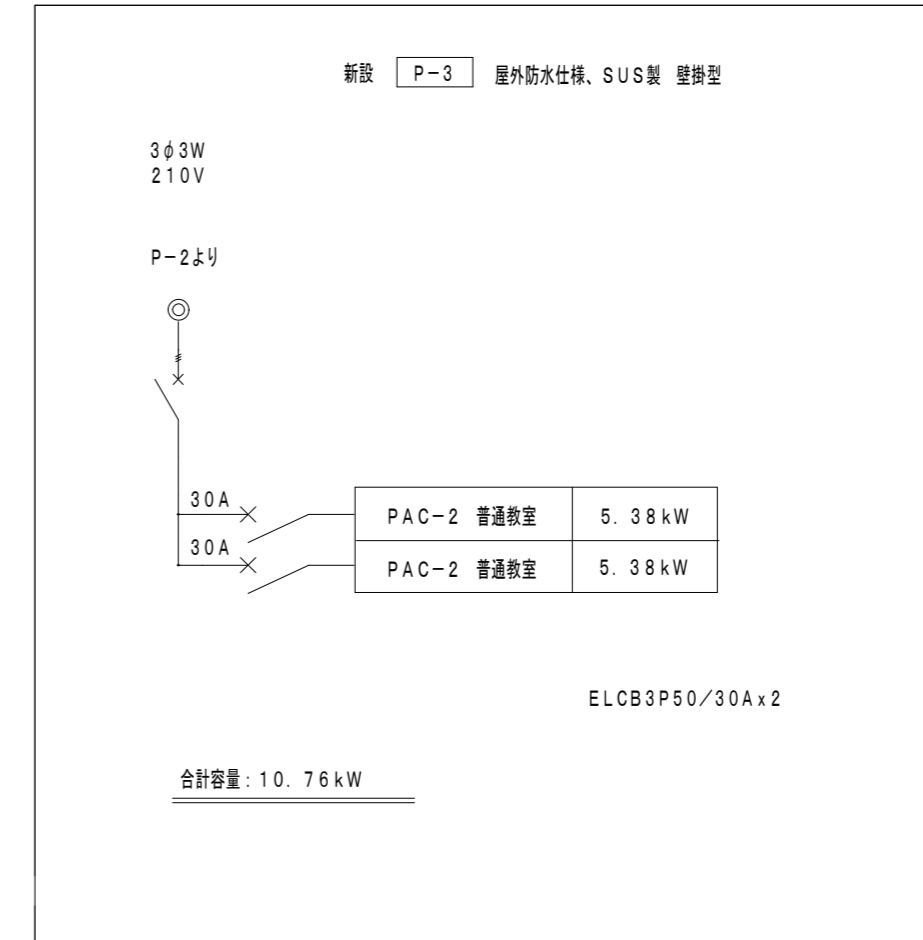 新設 P-3 屋外防水仕様、SUS製 壁掛型
3φ3W
210V
P-2より
30A
PAC-2 普通教室 5.38kW
30A
PAC-2 普通教室 5.38kW
ELCB3P50/30Ax2
合計容量:10.76kW